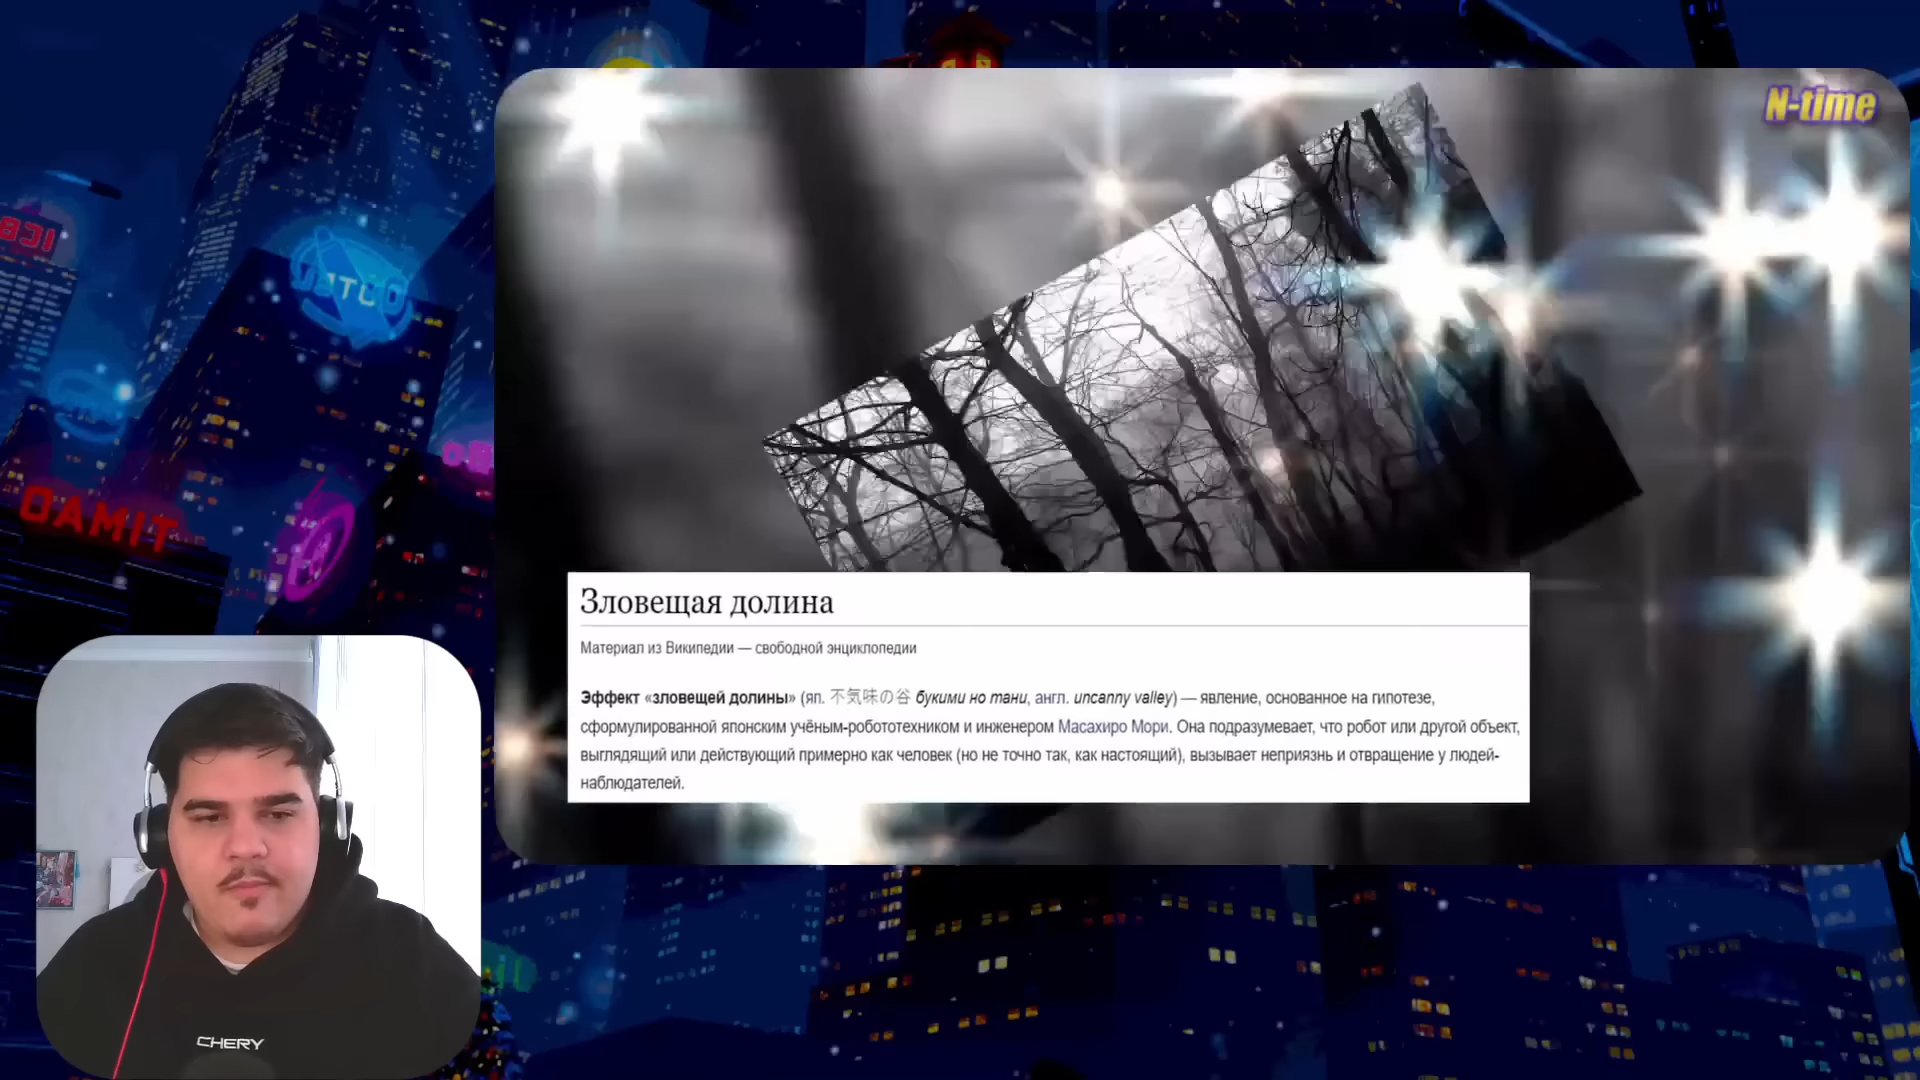 N-time
Зловещая долина
Материал из Википедии — свободной энциклопедии
Эффект «зловещей долины» (яп. 不気味の谷 букими но тани, англ. uncanny valley) — явление, основанное на гипотезе,
сформулированной японским учёным-робототехником и инженером Масахиро Мори. Она подразумевает, что робот или другой объект,
выглядящий или действующий примерно как человек (но не точно так, как настоящий), вызывает неприязнь и отвращение у людей-
наблюдателей.
OAMIT
CHERY